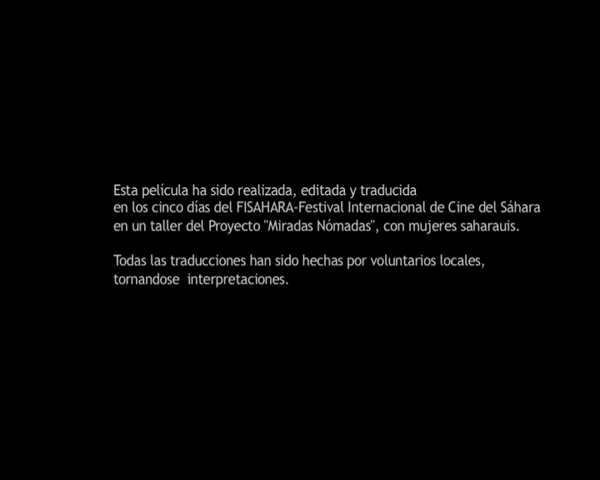 Esta película ha sido realizada, editada y traducida
en los cinco días del FISAHARA-Festival Internacional de Cine del Sáhara
en un taller del Proyecto "Miradas Nómadas", con mujeres saharauis.
Todas las traducciones han sido hechas por voluntarios locales,
tornandose interpretaciones.